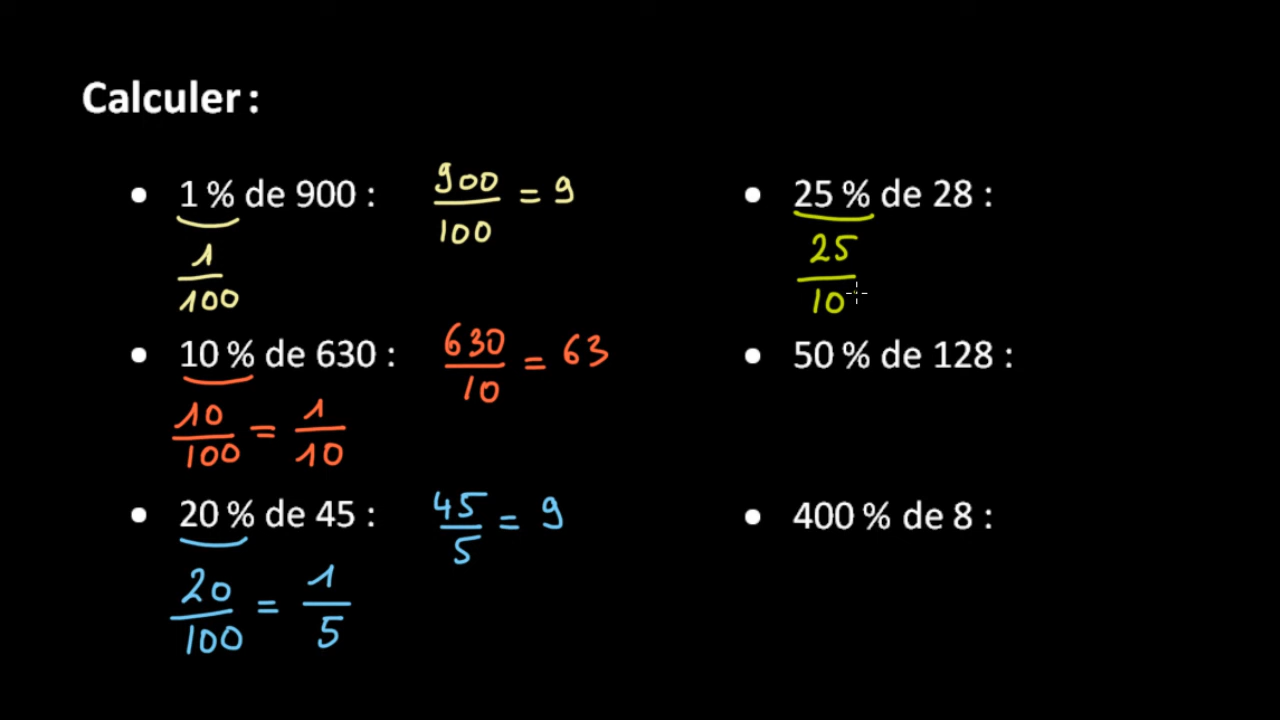 Calculer :
• 1 % de 900 : 900/100 = 9
1/100
• 10 % de 630 : 630/10 = 63
10/100 = 1/10
• 20 % de 45 : 45/5 = 9
20/100 = 1/5
• 25 % de 28 :
25/10
• 50 % de 128 :
• 400 % de 8 :